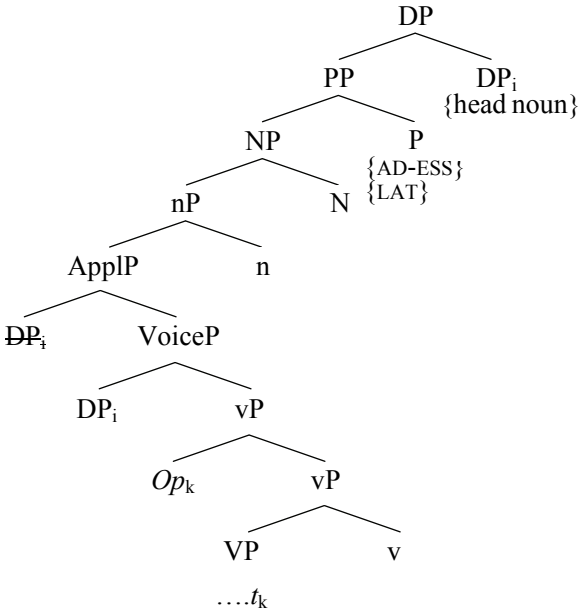 DP
PP DPi
{head noun}
NP P
{AD-ESS}
nP N {LAT}
ApplP n
DPi VoiceP
DPi vP
Opk vP
VP v
….tk